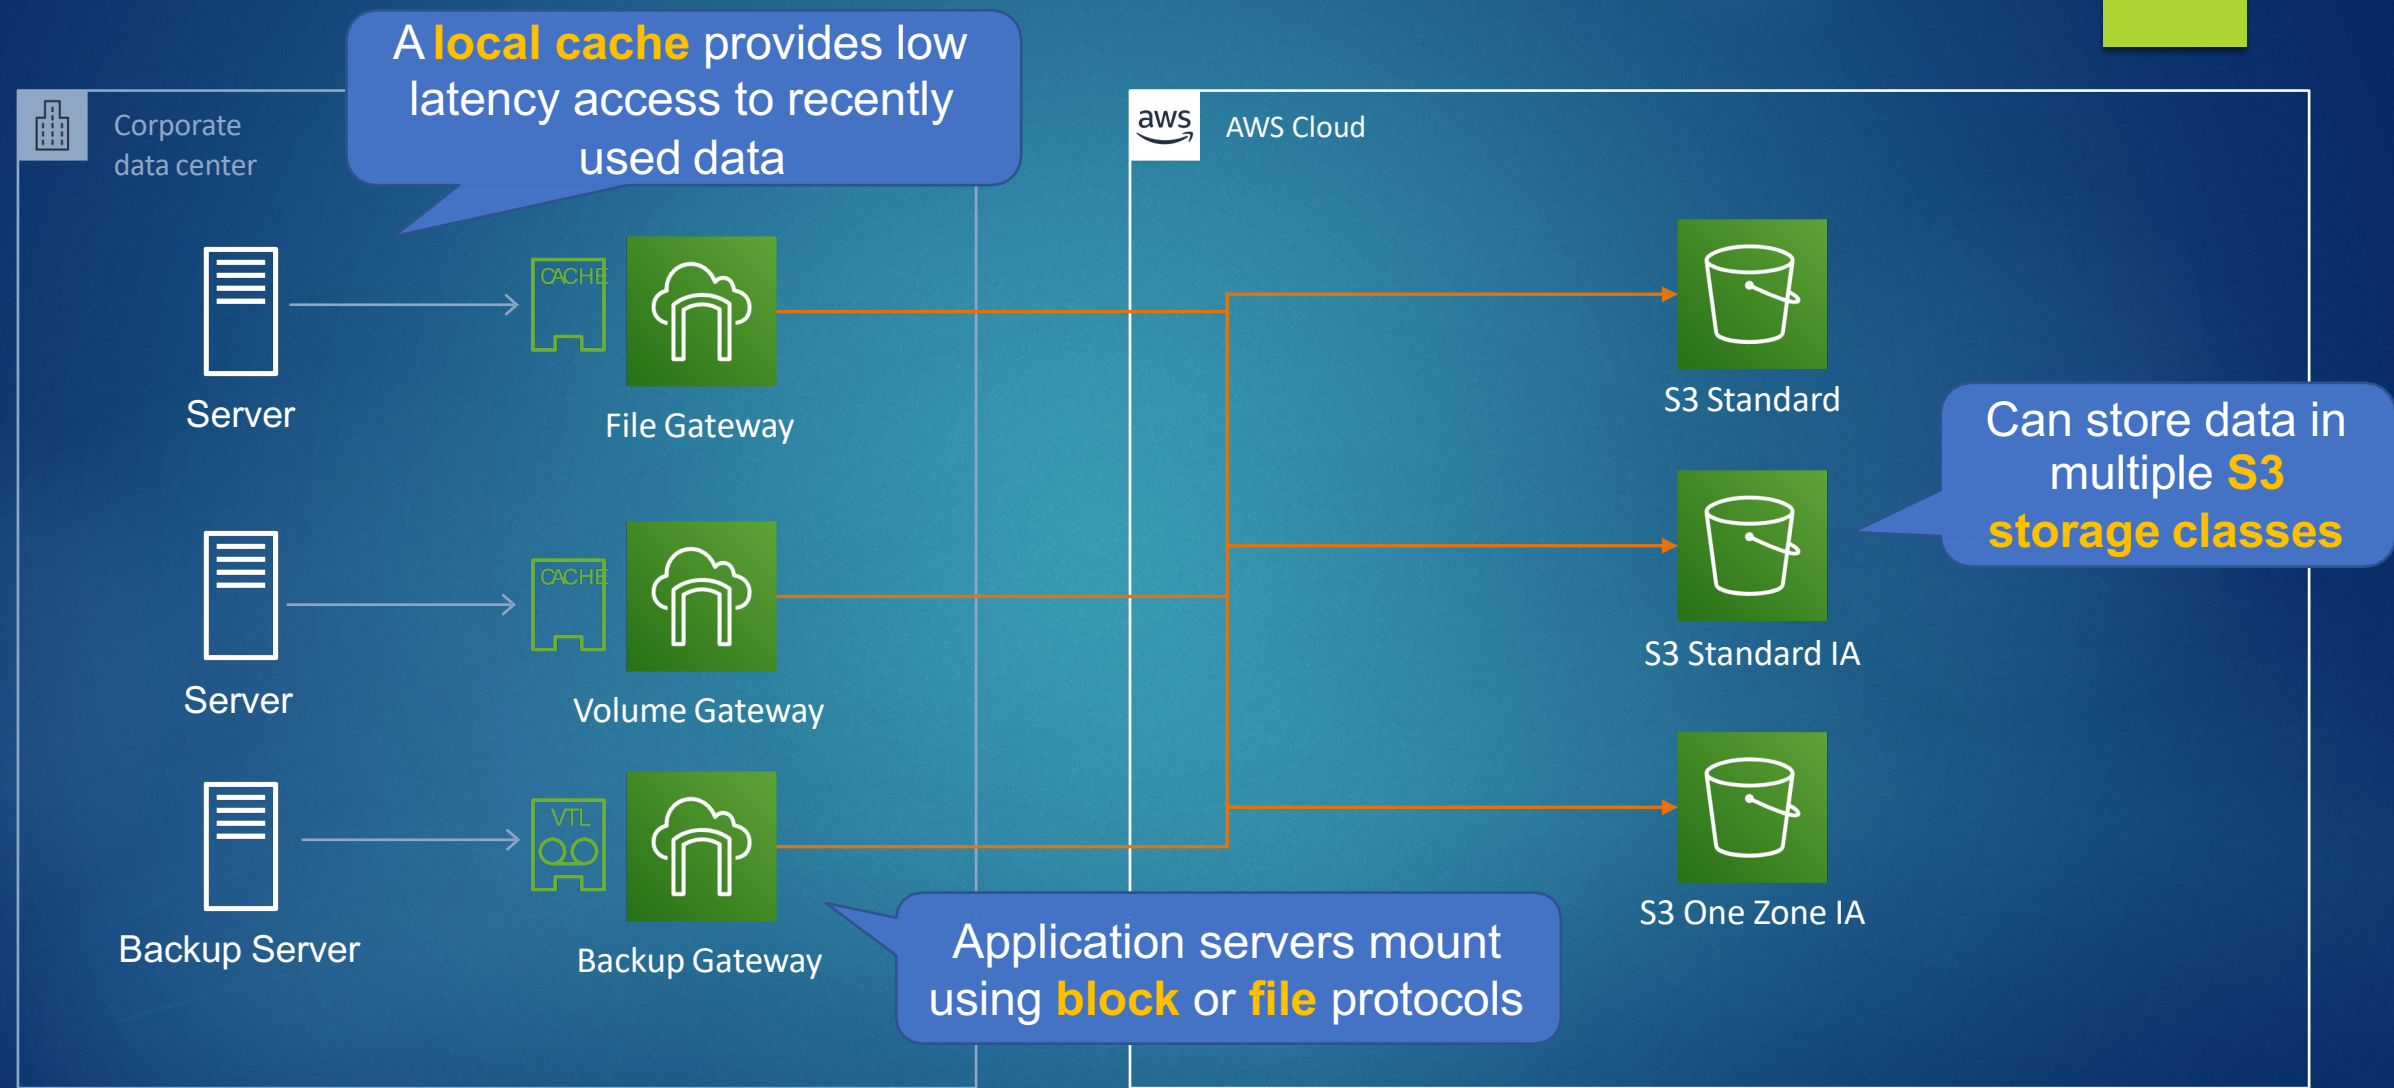 A local cache provides low
latency access to recently
used data
Corporate
data center
aws
AWS Cloud
CACHE
Server
File Gateway
S3 Standard
Can store data in
multiple S3
storage classes
CACHE
Server
Volume Gateway
S3 Standard IA
VTL
Backup Server
Backup Gateway
S3 One Zone IA
Application servers mount
using block or file protocols